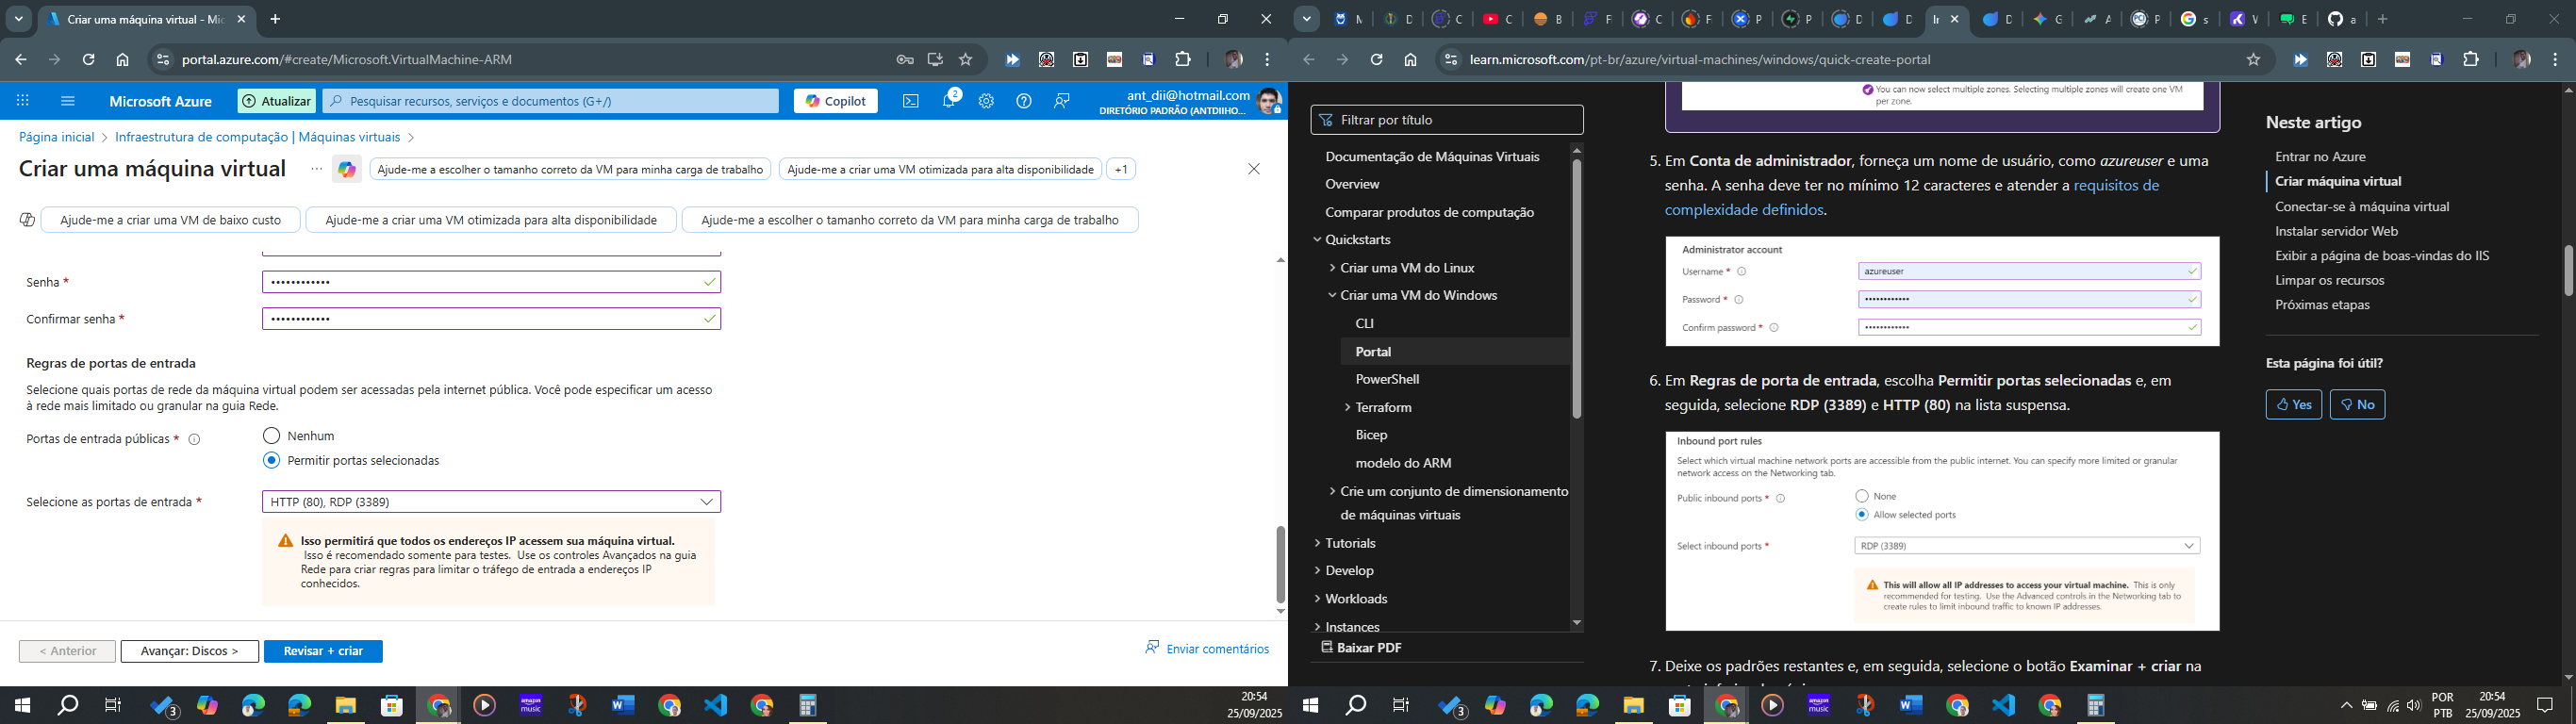 Criar uma máquina virtual - Mic
portal.azure.com/#create/Microsoft.VirtualMachine-ARM
Microsoft Azure
Atualizar
Pesquisar recursos, serviços e documentos (G+/)
Copilot
2
ant_dii@hotmail.com
DIRETÓRIO PADRÃO (ANTDIIHO...
Página inicial
Infraestrutura de computação | Máquinas virtuais
Criar uma máquina virtual
...
Ajude-me a escolher o tamanho correto da VM para minha carga de trabalho
Ajude-me a criar uma VM otimizada para alta disponibilidade
+1
Ajude-me a criar uma VM de baixo custo
Ajude-me a criar uma VM otimizada para alta disponibilidade
Ajude-me a escolher o tamanho correto da VM para minha carga de trabalho
Senha *
Confirmar senha *
Regras de portas de entrada
Selecione quais portas de rede da máquina virtual podem ser acessadas pela internet pública. Você pode especificar um acesso
à rede mais limitado ou granular na guia Rede.
Portas de entrada públicas *
Nenhum
Permitir portas selecionadas
Selecione as portas de entrada *
HTTP (80), RDP (3389)
Isso permitirá que todos os endereços IP acessem sua máquina virtual.
Isso é recomendado somente para testes. Use os controles Avançados na guia
Rede para criar regras para limitar o tráfego de entrada a endereços IP
conhecidos.
< Anterior
Avançar: Discos >
Revisar + criar
Enviar comentários
3
20:54
25/09/2025
learn.microsoft.com/pt-br/azure/virtual-machines/windows/quick-create-portal
Filtrar por título
Documentação de Máquinas Virtuais
Overview
Comparar produtos de computação
Quickstarts
Criar uma VM do Linux
Criar uma VM do Windows
CLI
Portal
PowerShell
Terraform
Bicep
modelo do ARM
Crie um conjunto de dimensionamento
de máquinas virtuais
Tutorials
Develop
Workloads
Instances
Baixar PDF
You can now select multiple zones. Selecting multiple zones will create one VM
per zone.
5. Em Conta de administrador, forneça um nome de usuário, como azureuser e uma
senha. A senha deve ter no mínimo 12 caracteres e atender a requisitos de
complexidade definidos.
Administrator account
Username *
azureuser
Password *
Confirm password *
6. Em Regras de porta de entrada, escolha Permitir portas selecionadas e, em
seguida, selecione RDP (3389) e HTTP (80) na lista suspensa.
Inbound port rules
Select which virtual machine network ports are accessible from the public internet. You can specify more limited or granular
network access on the Networking tab.
Public inbound ports *
None
Allow selected ports
Select inbound ports *
RDP (3389)
This will allow all IP addresses to access your virtual machine. This is only
recommended for testing. Use the Advanced controls in the Networking tab to
create rules to limit inbound traffic to known IP addresses.
7. Deixe os padrões restantes e, em seguida, selecione o botão Examinar + criar na
Neste artigo
Entrar no Azure
Criar máquina virtual
Conectar-se à máquina virtual
Instalar servidor Web
Exibir a página de boas-vindas do IIS
Limpar os recursos
Próximas etapas
Esta página foi útil?
Yes
No
3
POR
PTB
20:54
25/09/2025